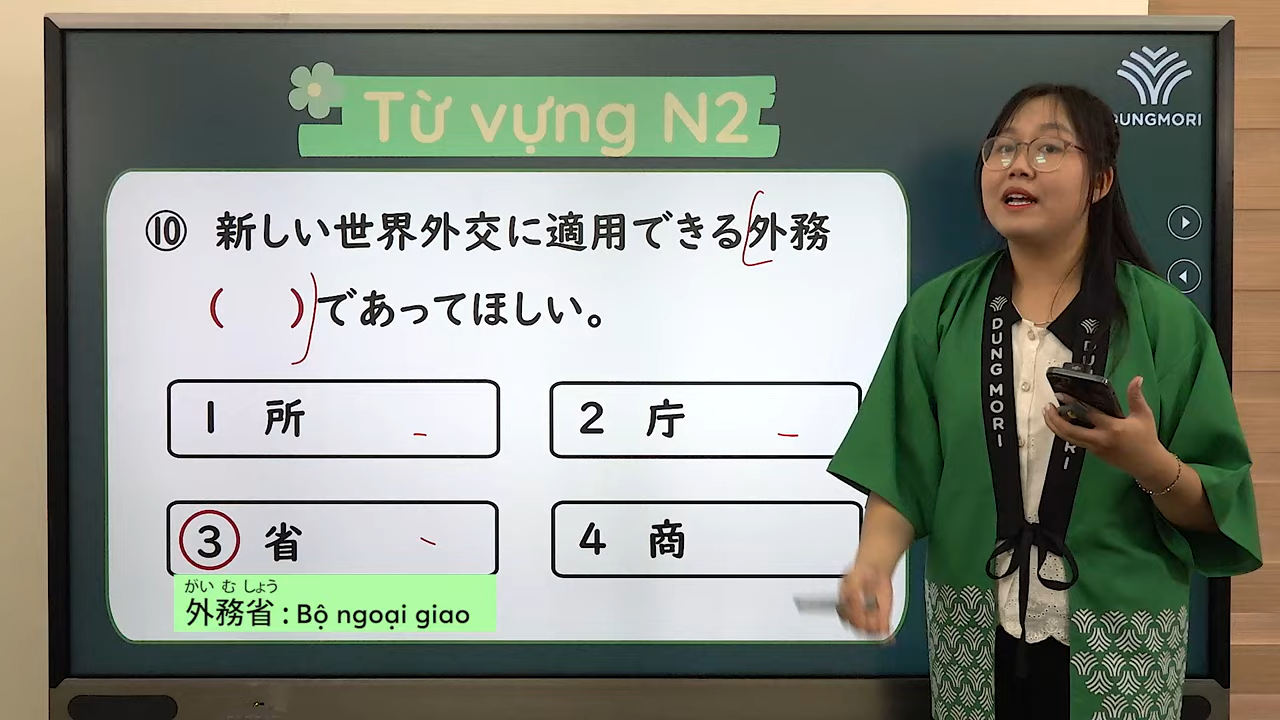 Từ vựng N2
DUNGMORI
⑩ 新しい世界外交に適用できる外務
( )であってほしい。
1 所
2 庁
3 省
4 商
がい む しょう
外務省 : Bộ ngoại giao
DUNG MORI